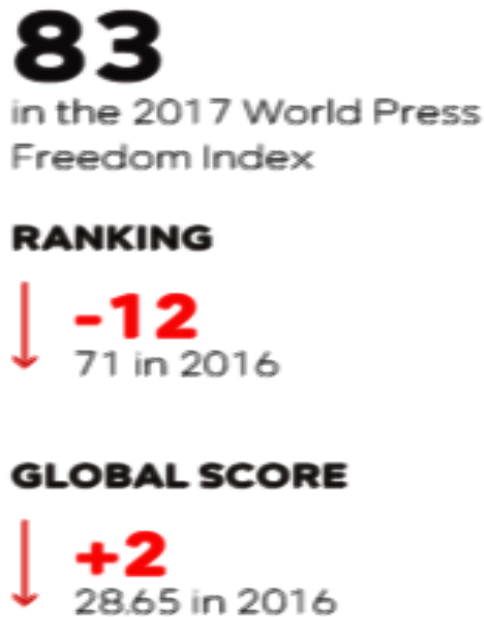 83
in the 2017 World Press
Freedom Index
RANKING
-12
71 in 2016
GLOBAL SCORE
+2
28.65 in 2016